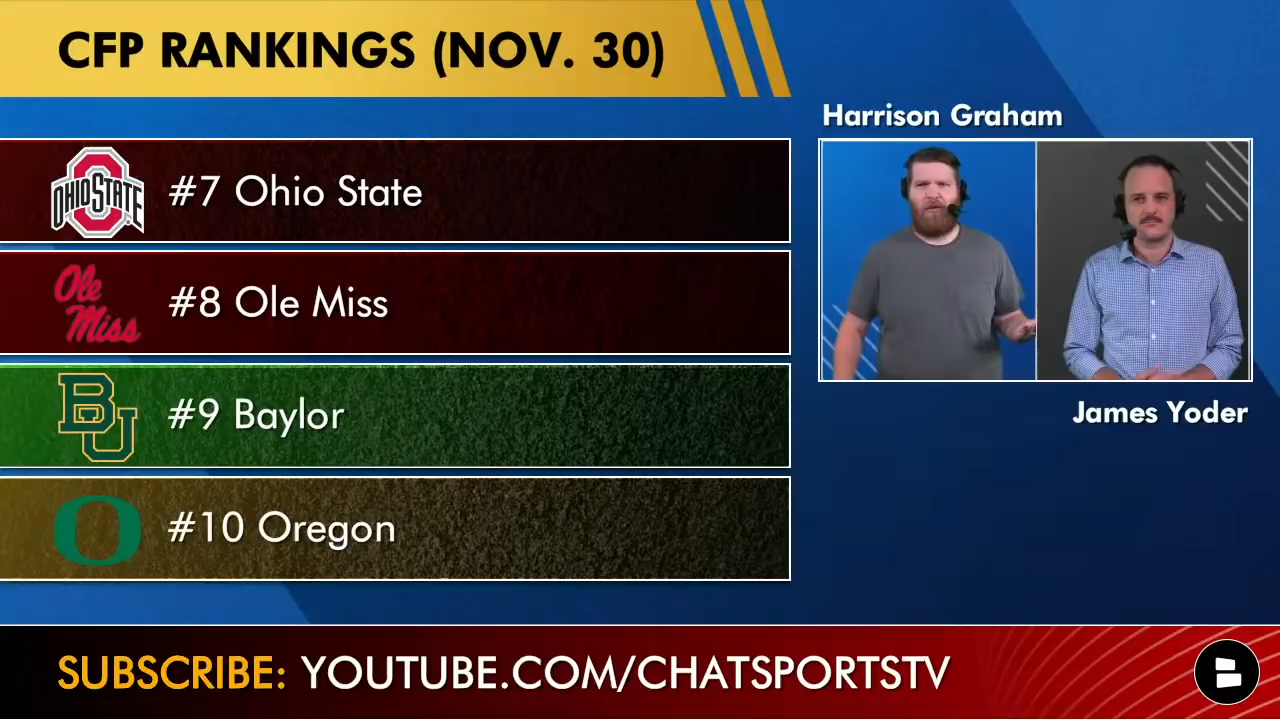 CFP RANKINGS (NOV. 30)
Harrison Graham
OHIO STATE
#7 Ohio State
Ole
Miss
#8 Ole Miss
BU
#9 Baylor
James Yoder
O
#10 Oregon
SUBSCRIBE: YOUTUBE.COM/CHATSPORTSTV